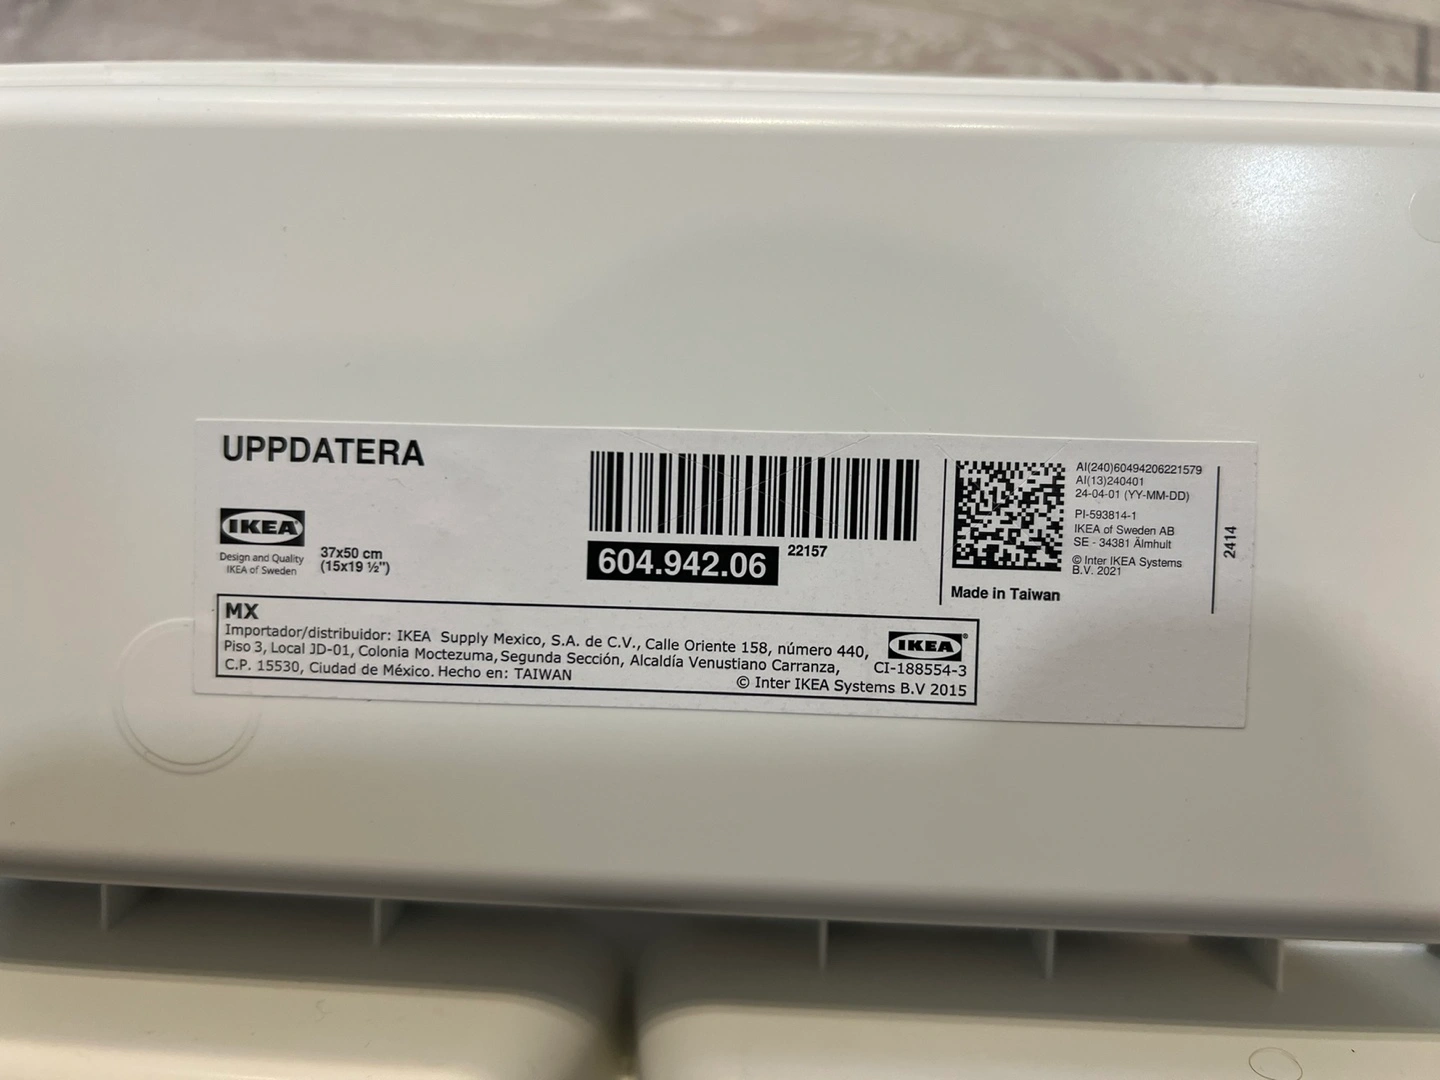 UPPDATERA
IKEA®
Design and Quality
IKEA of Sweden
37x50 cm
(15x19 ½")
604.942.06
22157
AI(240)60494206221579
AI(13)240401
24-04-01 (YY-MM-DD)
PI-593814-1
IKEA of Sweden AB
SE - 34381 Älmhult
© Inter IKEA Systems
B.V. 2021
Made in Taiwan
2414
MX
Importador/distribuidor: IKEA Supply Mexico, S.A. de C.V., Calle Oriente 158, número 440,
Piso 3, Local JD-01, Colonia Moctezuma, Segunda Sección, Alcaldía Venustiano Carranza,
C.P. 15530, Ciudad de México. Hecho en: TAIWAN
IKEA®
CI-188554-3
© Inter IKEA Systems B.V 2015